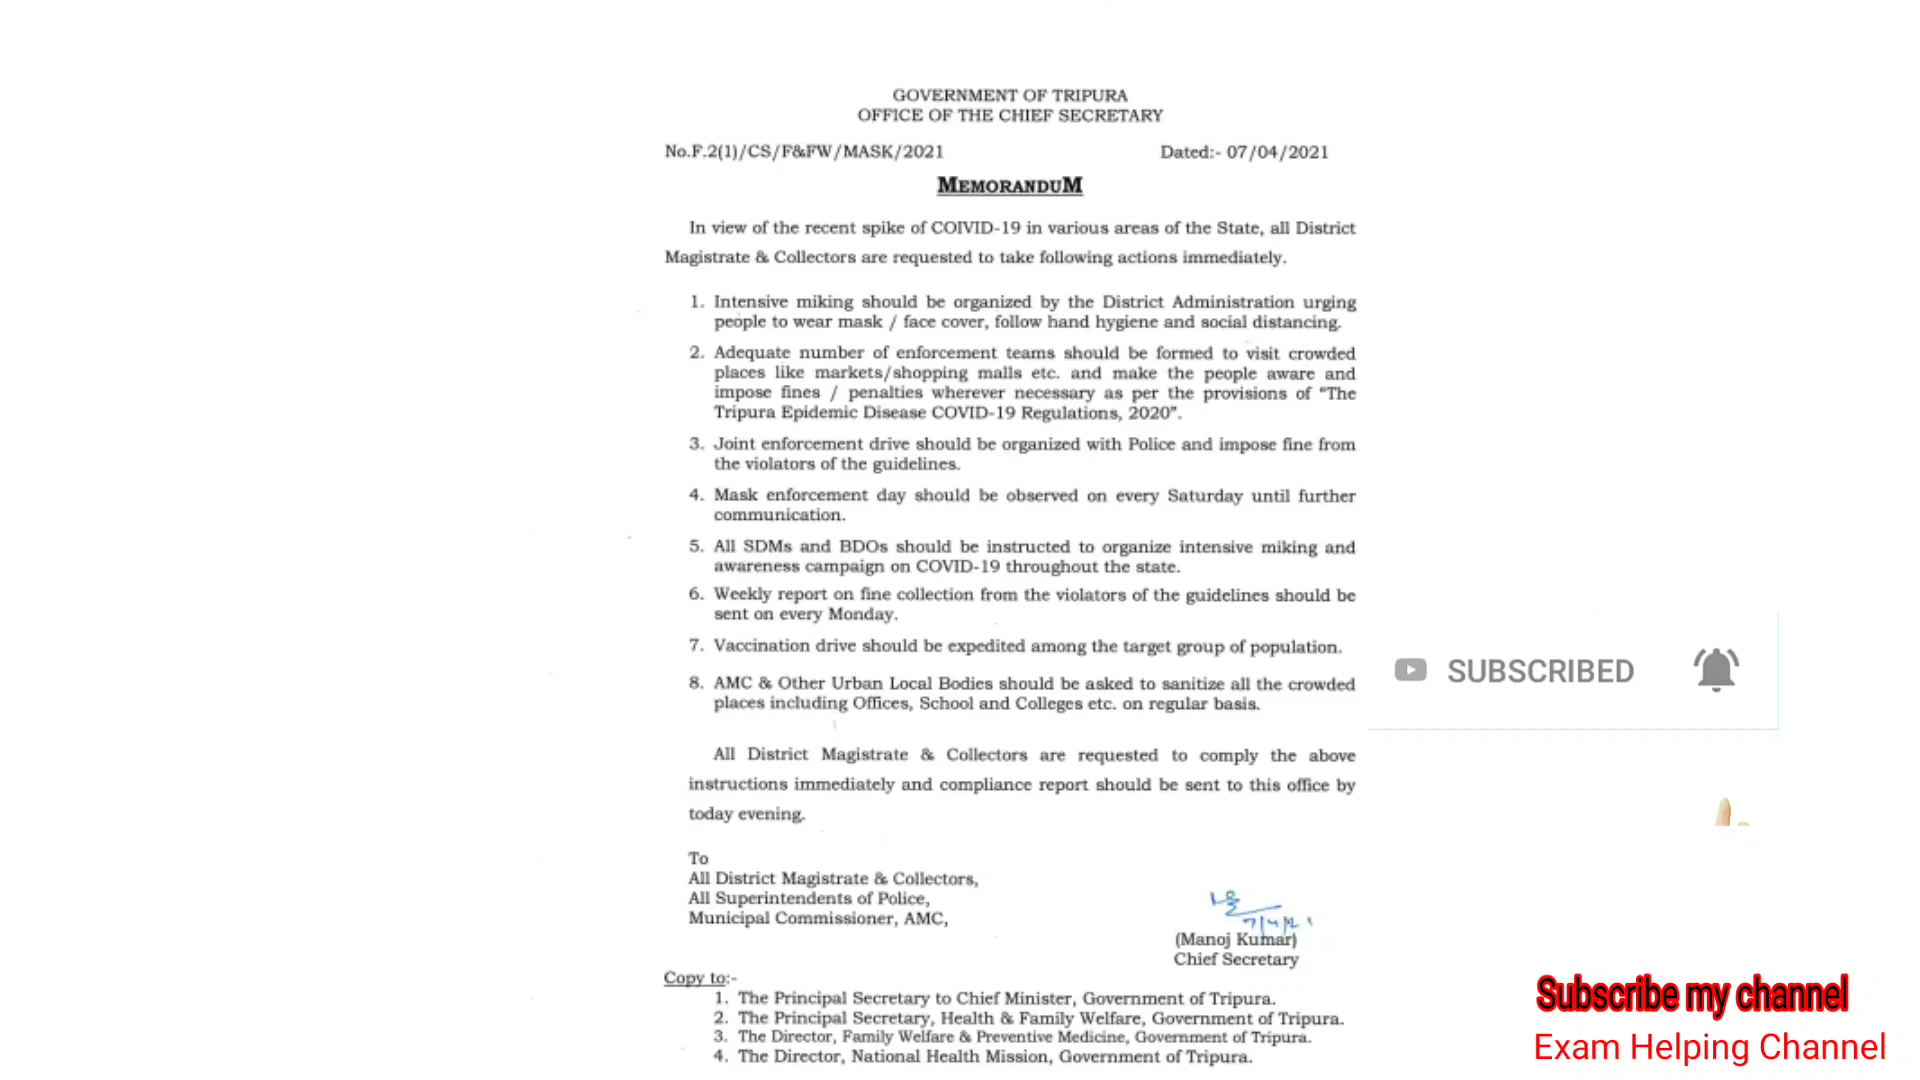 GOVERNMENT OF TRIPURA
OFFICE OF THE CHIEF SECRETARY
No.F.2(1)/CS/F&FW/MASK/2021 Dated:- 07/04/2021
MEMORANDUM
In view of the recent spike of COIVID-19 in various areas of the State, all District
Magistrate & Collectors are requested to take following actions immediately.
1. Intensive miking should be organized by the District Administration urging
people to wear mask / face cover, follow hand hygiene and social distancing.
2. Adequate number of enforcement teams should be formed to visit crowded
places like markets/shopping malls etc. and make the people aware and
impose fines / penalties wherever necessary as per the provisions of "The
Tripura Epidemic Disease COVID-19 Regulations, 2020".
3. Joint enforcement drive should be organized with Police and impose fine from
the violators of the guidelines.
4. Mask enforcement day should be observed on every Saturday until further
communication.
5. All SDMs and BDOs should be instructed to organize intensive miking and
awareness campaign on COVID-19 throughout the state.
6. Weekly report on fine collection from the violators of the guidelines should be
sent on every Monday.
7. Vaccination drive should be expedited among the target group of population.
8. AMC & Other Urban Local Bodies should be asked to sanitize all the crowded
places including Offices, School and Colleges etc. on regular basis.
All District Magistrate & Collectors are requested to comply the above
instructions immediately and compliance report should be sent to this office by
today evening.
To
All District Magistrate & Collectors,
All Superintendents of Police,
Municipal Commissioner, AMC,
7/4/21
(Manoj Kumar)
Chief Secretary
Copy to:-
1. The Principal Secretary to Chief Minister, Government of Tripura.
2. The Principal Secretary, Health & Family Welfare, Government of Tripura.
3. The Director, Family Welfare & Preventive Medicine, Government of Tripura.
4. The Director, National Health Mission, Government of Tripura.
SUBSCRIBED
Subscribe my channel
Exam Helping Channel